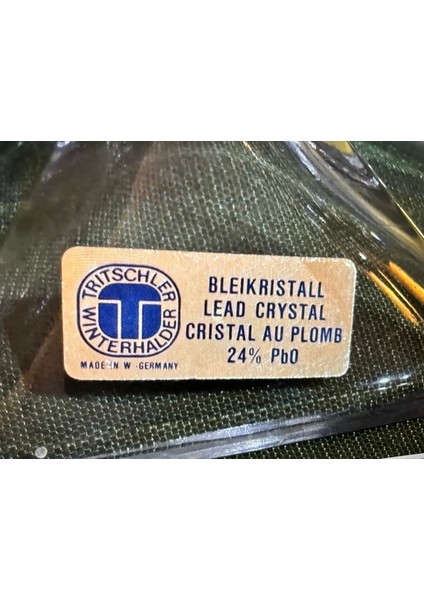 TRITSCHLER
WINTERHALDER
T
MADE IN W-GERMANY
BLEIKRISTALL
LEAD CRYSTAL
CRISTAL AU PLOMB
24% PbO